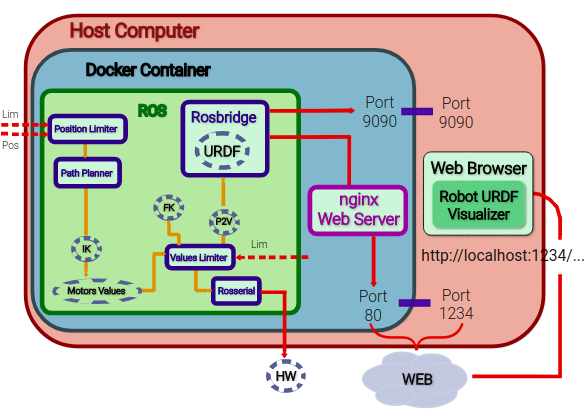 Host Computer
Docker Container
ROS
Lim
Pos
Position Limiter
Path Planner
Rosbridge
URDF
FK
P2V
IK
Values Limiter
Lim
Motors Values
Rosserial
HW
nginx
Web Server
Port
9090
Port
9090
Web Browser
Robot URDF
Visualizer
http://localhost:1234/...
Port
80
Port
1234
WEB